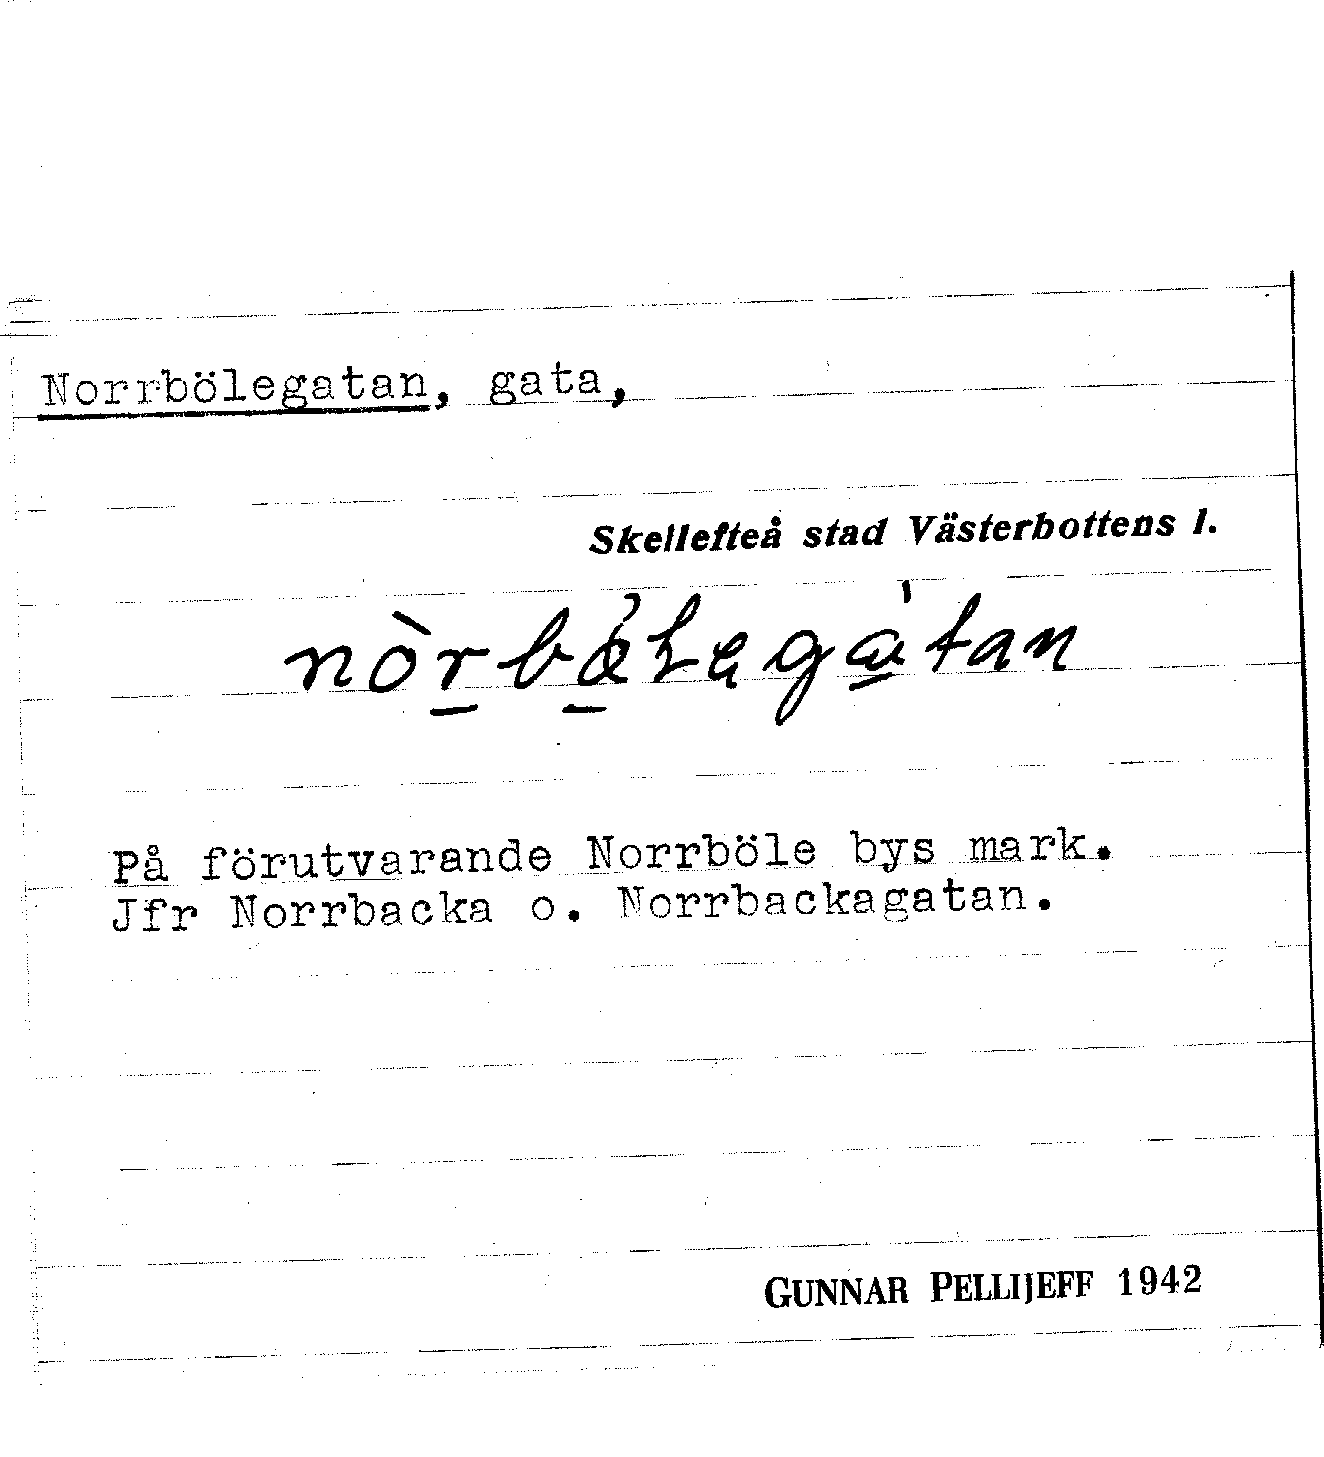 Norrbölegatan, gata,
Skellefteå stad Västerbottens l.
På förutvarande Norrböle bys mark.
Jfr Norrbacka o. Norrbackagatan.
GUNNAR PELLIJEFF 1942